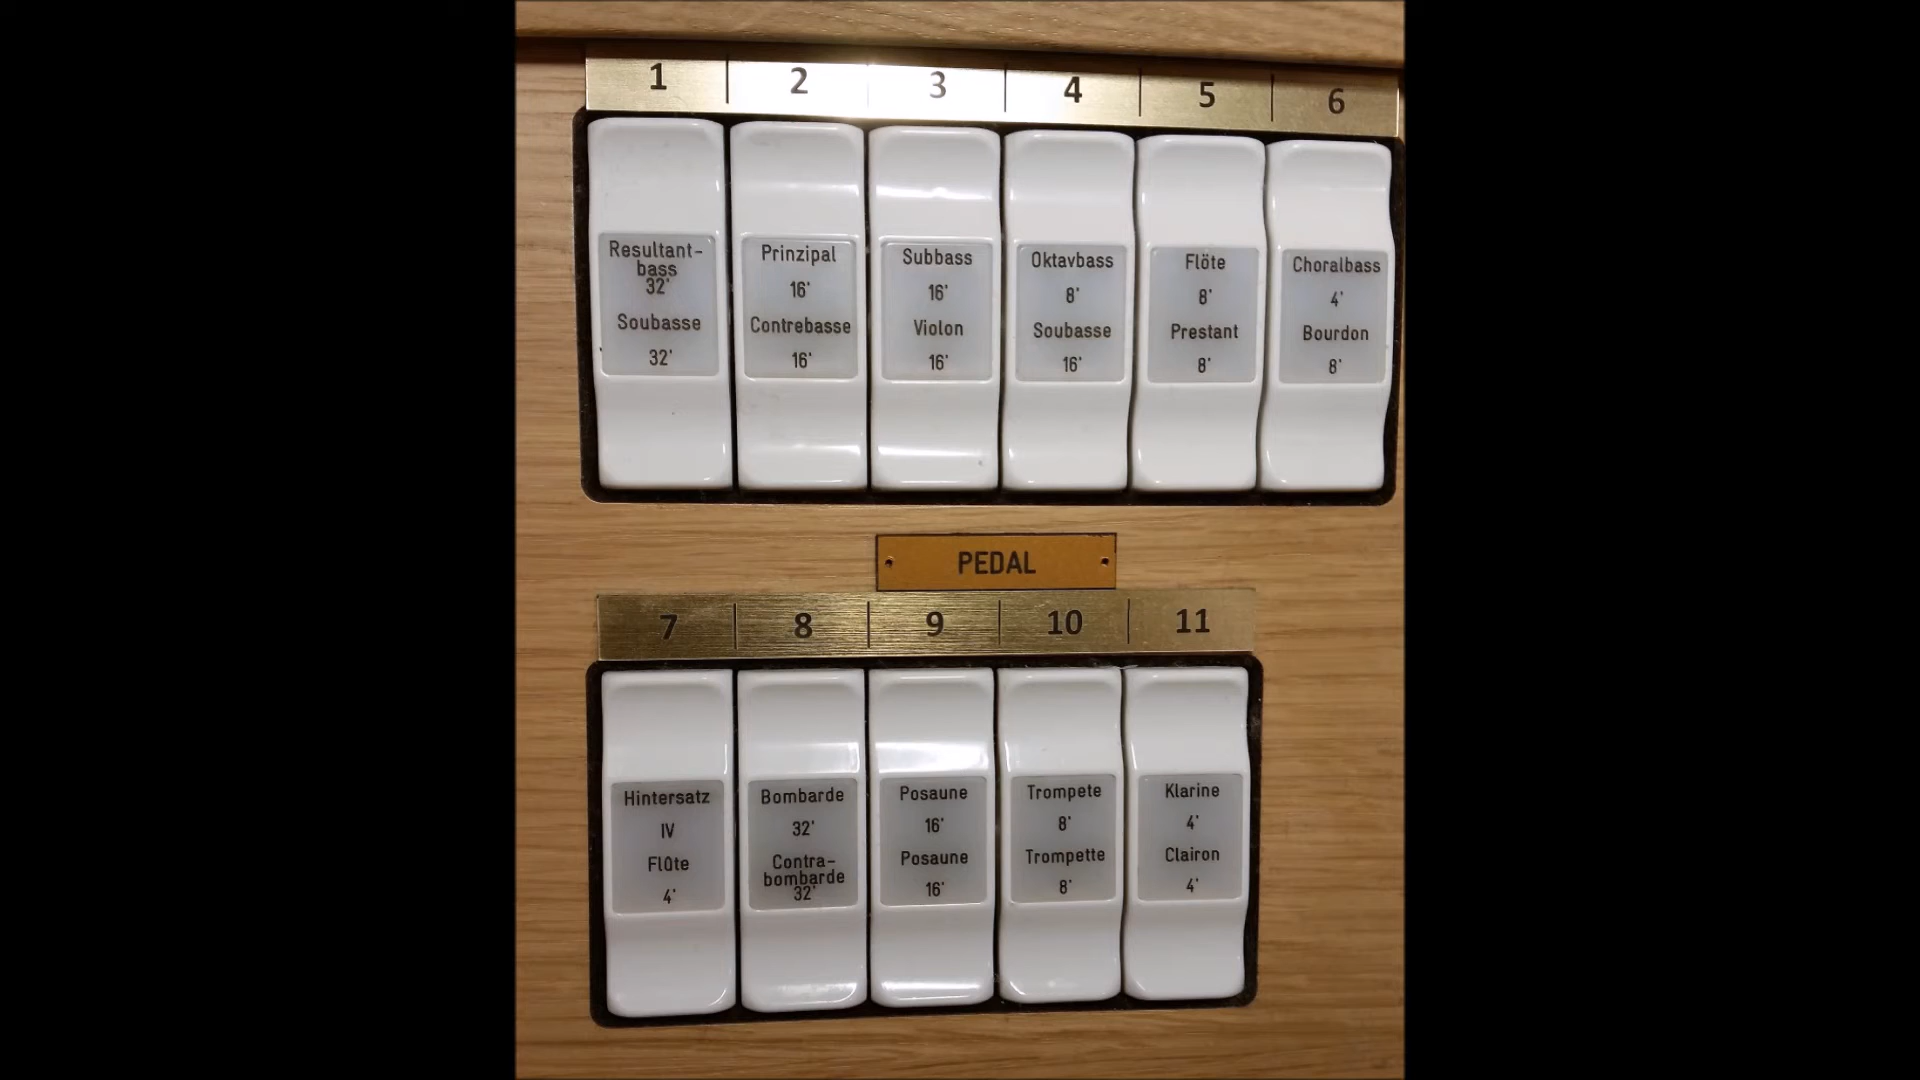 1 2 3 4 5 6
Resultant-
bass
32'
Soubasse
32'
Prinzipal
16'
Contrebasse
16'
Subbass
16'
Violon
16'
Oktavbass
8'
Soubasse
16'
Flöte
8'
Prestant
8'
Choralbass
4'
Bourdon
8'
PEDAL
7 8 9 10 11
Hintersatz
IV
Flûte
4'
Bombarde
32'
Contra-
bombarde
32'
Posaune
16'
Posaune
16'
Trompete
8'
Trompette
8'
Klarine
4'
Clairon
4'